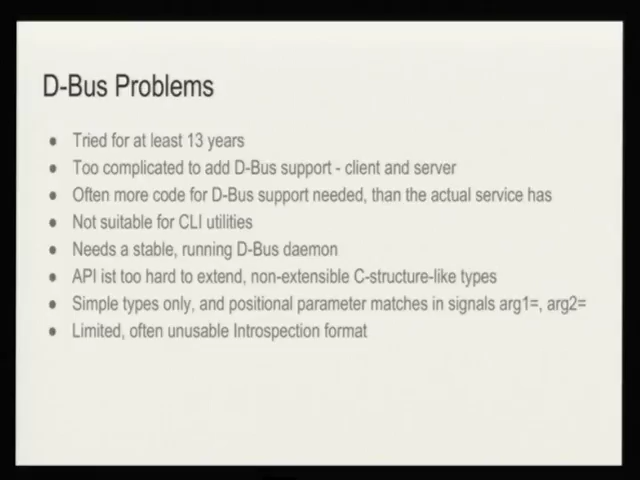 D-Bus Problems
Tried for at least 13 years
Too complicated to add D-Bus support - client and server
Often more code for D-Bus support needed, than the actual service has
Not suitable for CLI utilities
Needs a stable, running D-Bus daemon
API ist too hard to extend, non-extensible C-structure-like types
Simple types only, and positional parameter matches in signals arg1=, arg2=
Limited, often unusable Introspection format